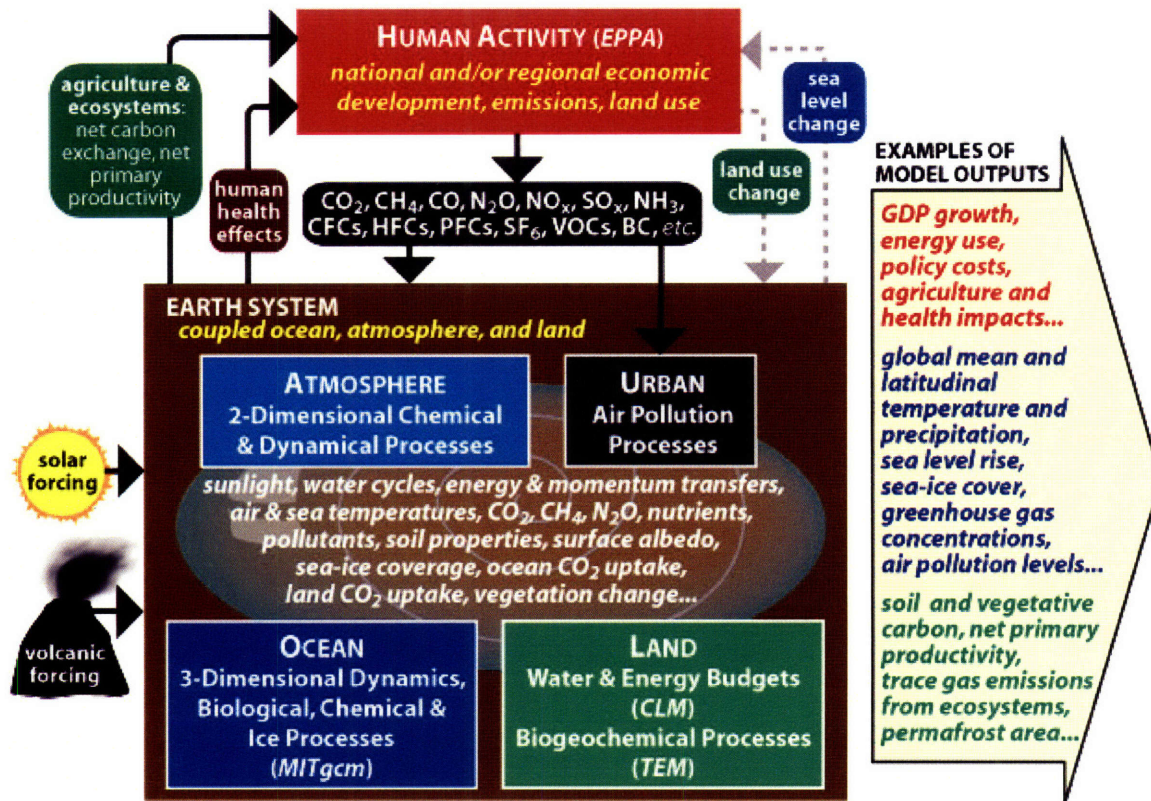 HUMAN ACTIVITY (EPPA)
national and/or regional economic
development, emissions, land use
agriculture &
ecosystems:
net carbon
exchange, net
primary
productivity
human
health
effects
sea
level
change
land use
change
CO₂, CH₄, CO, N₂O, NOₓ, SOₓ, NH₃,
CFCs, HFCs, PFCs, SF₆, VOCs, BC, etc.
EARTH SYSTEM
coupled ocean, atmosphere, and land
ATMOSPHERE
2-Dimensional Chemical
& Dynamical Processes
URBAN
Air Pollution
Processes
solar
forcing
sunlight, water cycles, energy & momentum transfers,
air & sea temperatures, CO₂, CH₄, N₂O, nutrients,
pollutants, soil properties, surface albedo,
sea-ice coverage, ocean CO₂ uptake,
land CO₂ uptake, vegetation change...
volcanic
forcing
OCEAN
3-Dimensional Dynamics,
Biological, Chemical &
Ice Processes
(MITgcm)
LAND
Water & Energy Budgets
(CLM)
Biogeochemical Processes
(TEM)
EXAMPLES OF
MODEL OUTPUTS
GDP growth,
energy use,
policy costs,
agriculture and
health impacts...
global mean and
latitudinal
temperature and
precipitation,
sea level rise,
sea-ice cover,
greenhouse gas
concentrations,
air pollution levels...
soil and vegetative
carbon, net primary
productivity,
trace gas emissions
from ecosystems,
permafrost area...